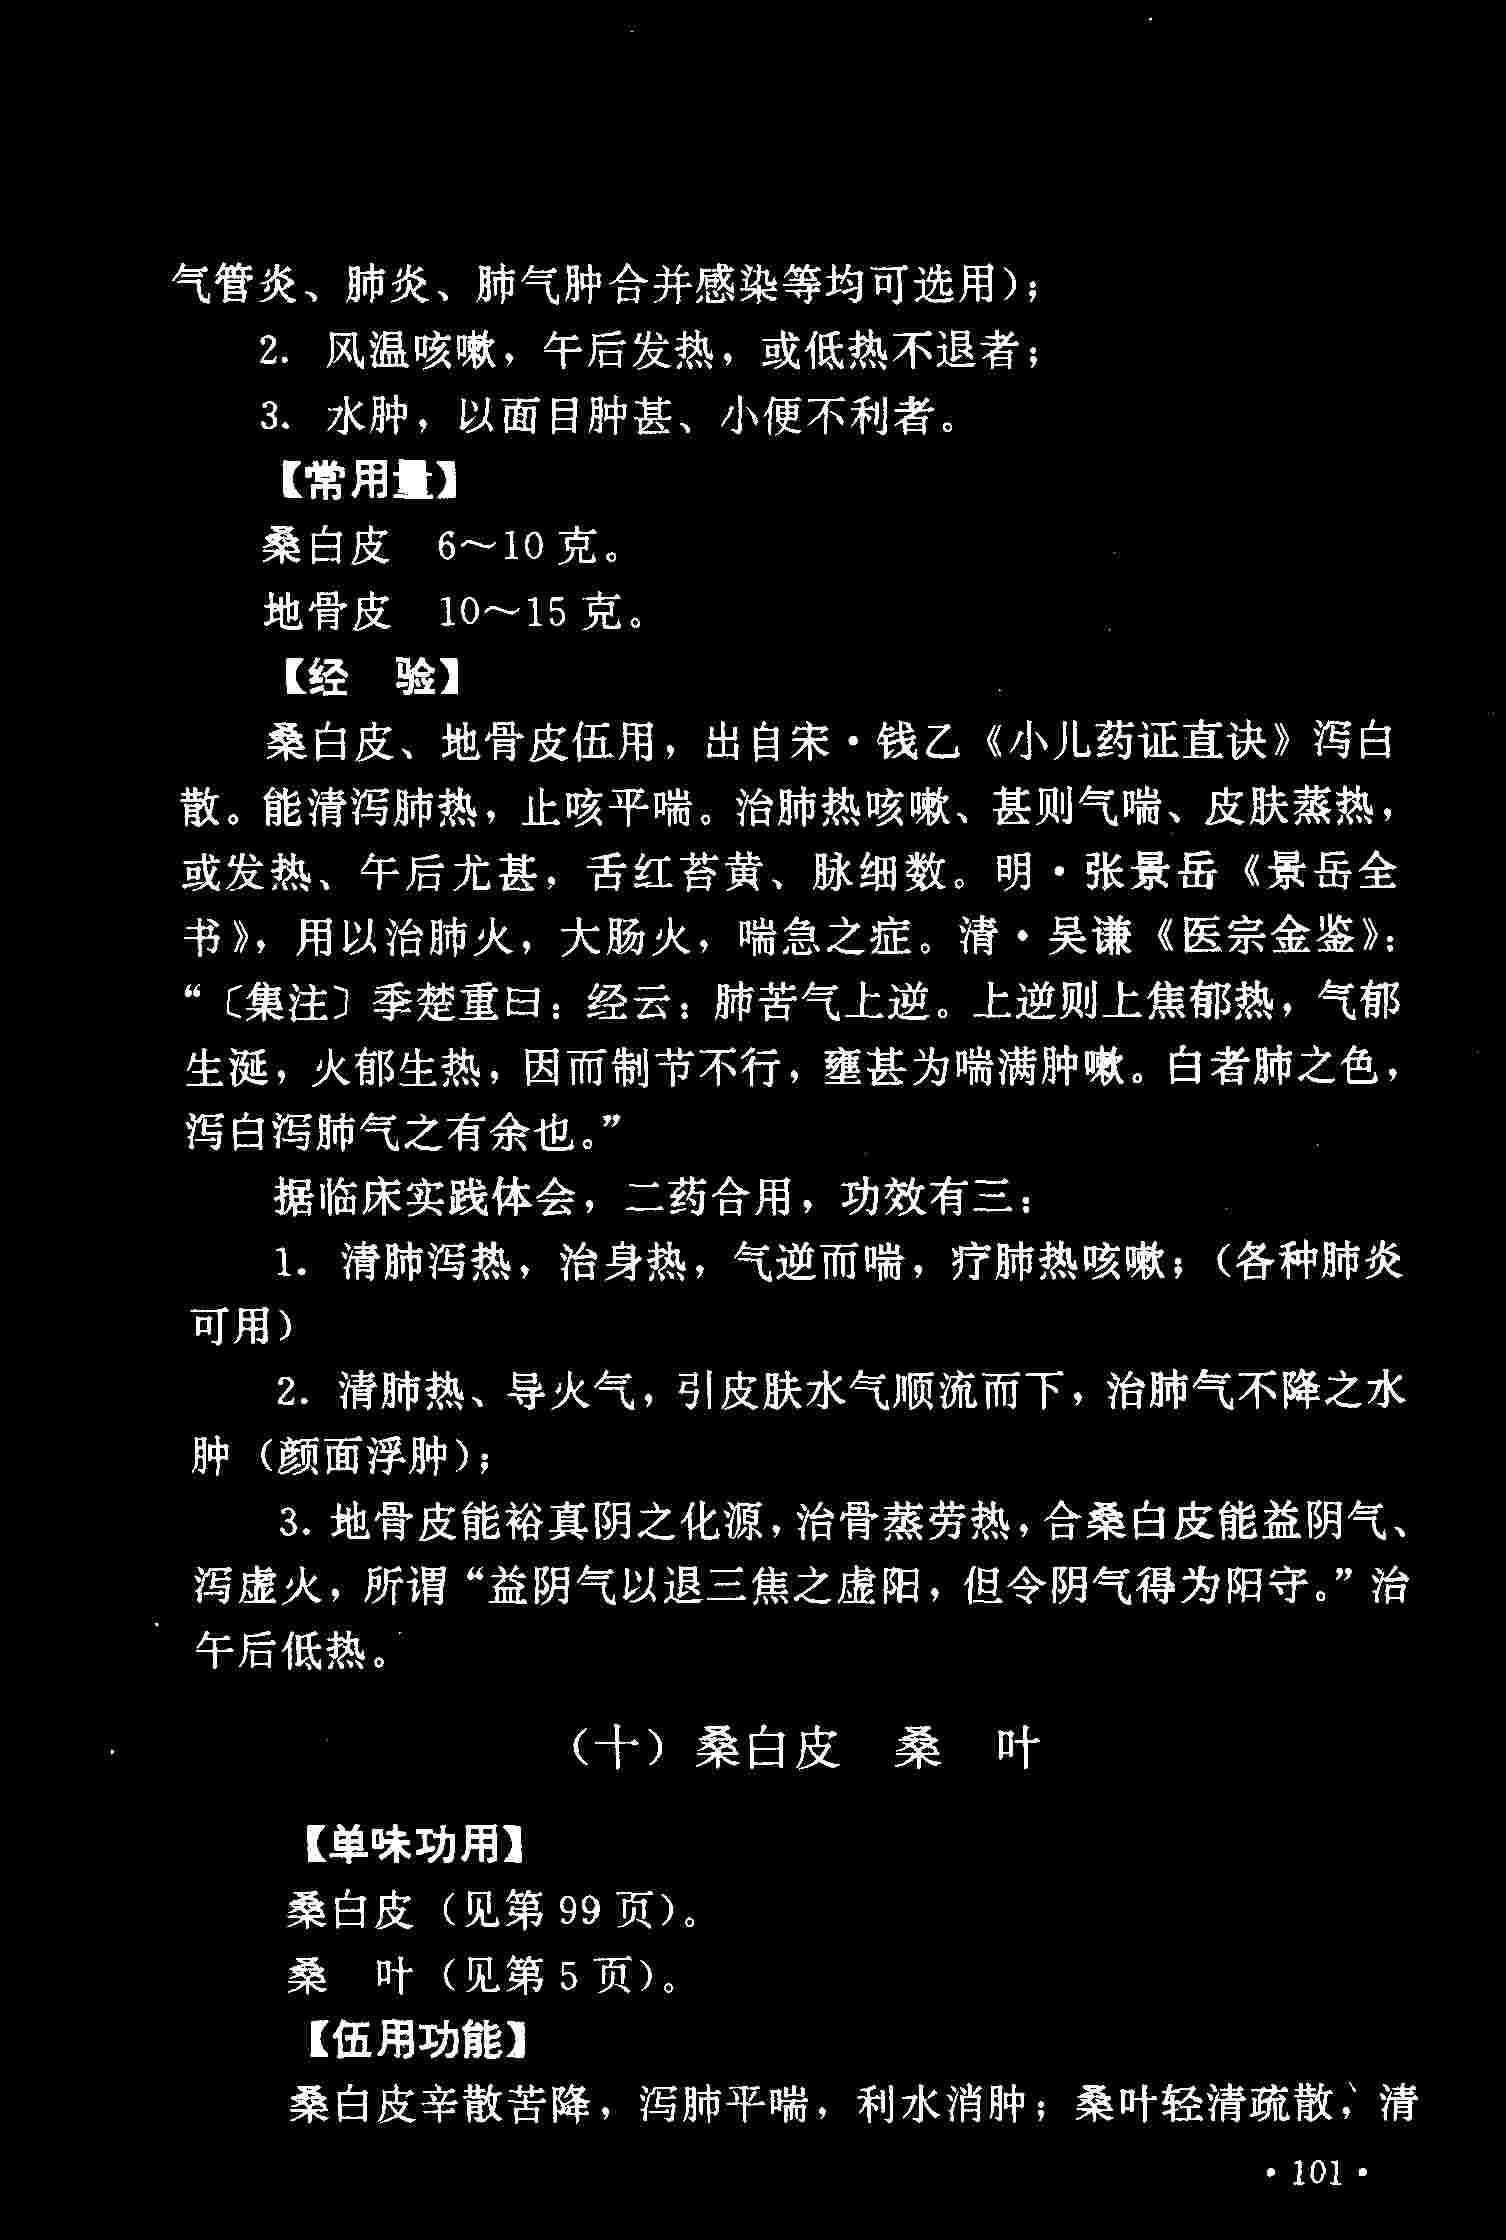 气管炎、肺炎、肺气肿合并感染等均可选用);
2. 风温咳嗽，午后发热，或低热不退者;
3. 水肿，以面目肿甚、小便不利者。
【常用量】
桑白皮　6～10 克。
地骨皮　10～15 克。
【经　验】
桑白皮、地骨皮伍用，出自宋·钱乙《小儿药证直诀》泻白
散。能清泻肺热，止咳平喘。治肺热咳嗽、甚则气喘、皮肤蒸热，
或发热、午后尤甚，舌红苔黄、脉细数。明·张景岳《景岳全
书》，用以治肺火，大肠火，喘急之症。清·吴谦《医宗金鉴》:
“〔集注〕季楚重曰: 经云: 肺苦气上逆。上逆则上焦郁热，气郁
生涎，火郁生热，因而制节不行，壅甚为喘满肿嗽。白者肺之色，
泻白泻肺气之有余也。”
据临床实践体会，二药合用，功效有三:
1. 清肺泻热，治身热，气逆而喘，疗肺热咳嗽; (各种肺炎
可用)
2. 清肺热、导火气，引皮肤水气顺流而下，治肺气不降之水
肿 (颜面浮肿);
3. 地骨皮能裕真阴之化源，治骨蒸劳热，合桑白皮能益阴气、
泻虚火，所谓“益阴气以退三焦之虚阳，但令阴气得为阳守。”治
午后低热。
(十) 桑白皮　桑　叶
【单味功用】
桑白皮 (见第 99 页)。
桑　叶 (见第 5 页)。
【伍用功能】
桑白皮辛散苦降，泻肺平喘，利水消肿; 桑叶轻清疏散，清
·101·